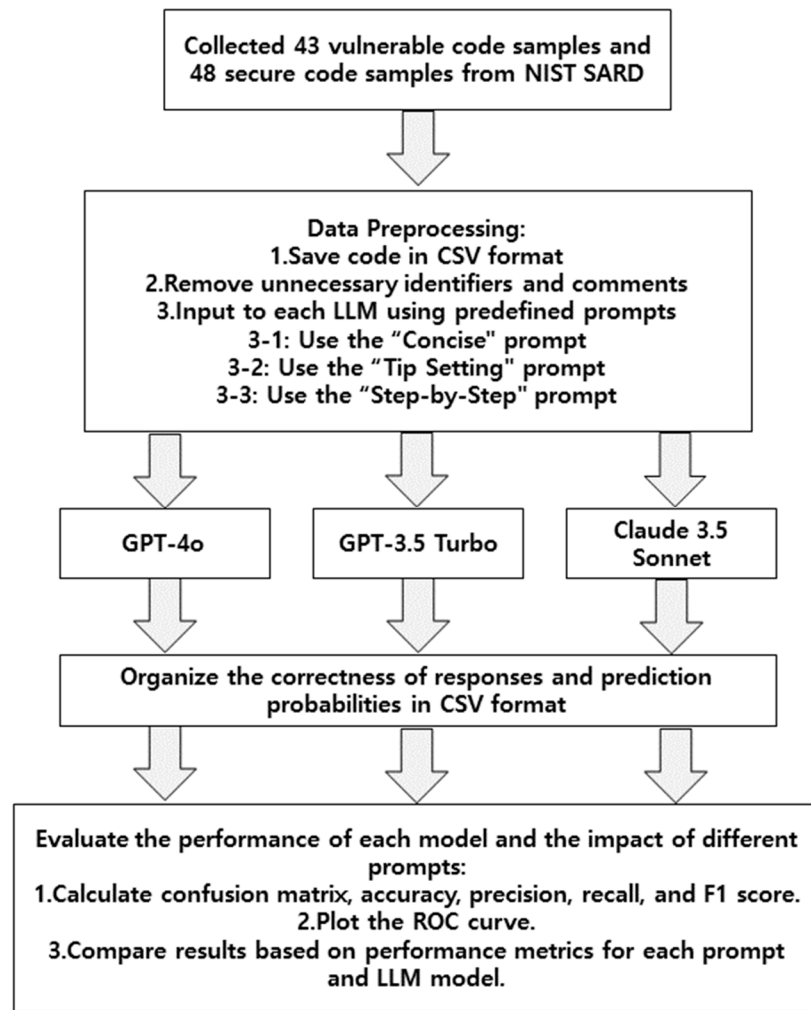 Collected 43 vulnerable code samples and
48 secure code samples from NIST SARD
Data Preprocessing:
1.Save code in CSV format
2.Remove unnecessary identifiers and comments
3.Input to each LLM using predefined prompts
3-1: Use the “Concise" prompt
3-2: Use the “Tip Setting" prompt
3-3: Use the “Step-by-Step" prompt
GPT-4o
GPT-3.5 Turbo
Claude 3.5
Sonnet
Organize the correctness of responses and prediction
probabilities in CSV format
Evaluate the performance of each model and the impact of different
prompts:
1.Calculate confusion matrix, accuracy, precision, recall, and F1 score.
2.Plot the ROC curve.
3.Compare results based on performance metrics for each prompt
and LLM model.